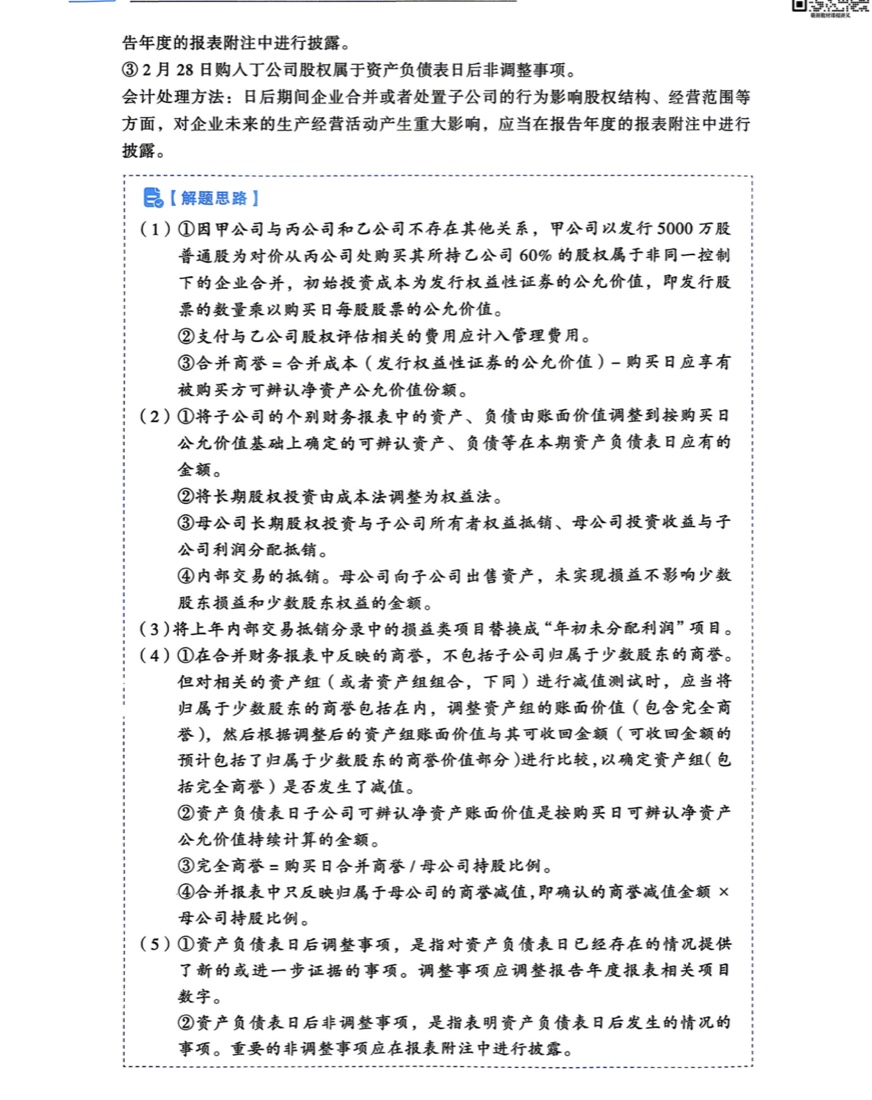 告年度的报表附注中进行披露。
③2 月 28 日购入丁公司股权属于资产负债表日后非调整事项。
会计处理方法：日后期间企业合并或者处置子公司的行为影响股权结构、经营范围等
方面，对企业未来的生产经营活动产生重大影响，应当在报告年度的报表附注中进行
披露。
【解题思路】
（1）①因甲公司与丙公司和乙公司不存在其他关系，甲公司以发行 5000 万股
普通股为对价从丙公司处购买其所持乙公司 60% 的股权属于非同一控制
下的企业合并，初始投资成本为发行权益性证券的公允价值，即发行股
票的数量乘以购买日每股股票的公允价值。
②支付与乙公司股权评估相关的费用应计入管理费用。
③合并商誉 = 合并成本（发行权益性证券的公允价值）- 购买日应享有
被购买方可辨认净资产公允价值份额。
（2）①将子公司的个别财务报表中的资产、负债由账面价值调整到按购买日
公允价值基础上确定的可辨认资产、负债等在本期资产负债表日应有的
金额。
②将长期股权投资由成本法调整为权益法。
③母公司长期股权投资与子公司所有者权益抵销、母公司投资收益与子
公司利润分配抵销。
④内部交易的抵销。母公司向子公司出售资产，未实现损益不影响少数
股东损益和少数股东权益的金额。
（3）将上年内部交易抵销分录中的损益类项目替换成“年初未分配利润”项目。
（4）①在合并财务报表中反映的商誉，不包括子公司归属于少数股东的商誉。
但对相关的资产组（或者资产组组合，下同）进行减值测试时，应当将
归属于少数股东的商誉包括在内，调整资产组的账面价值（包含完全商
誉），然后根据调整后的资产组账面价值与其可收回金额（可收回金额的
预计包括了归属于少数股东的商誉价值部分）进行比较，以确定资产组（包
括完全商誉）是否发生了减值。
②资产负债表日子公司可辨认净资产账面价值是按购买日可辨认净资产
公允价值持续计算的金额。
③完全商誉 = 购买日合并商誉 / 母公司持股比例。
④合并报表中只反映归属于母公司的商誉减值，即确认的商誉减值金额 ×
母公司持股比例。
（5）①资产负债表日后调整事项，是指对资产负债表日已经存在的情况提供
了新的或进一步证据的事项。调整事项应调整报告年度报表相关项目
数字。
②资产负债表日后非调整事项，是指表明资产负债表日后发生的情况的
事项。重要的非调整事项应在报表附注中进行披露。